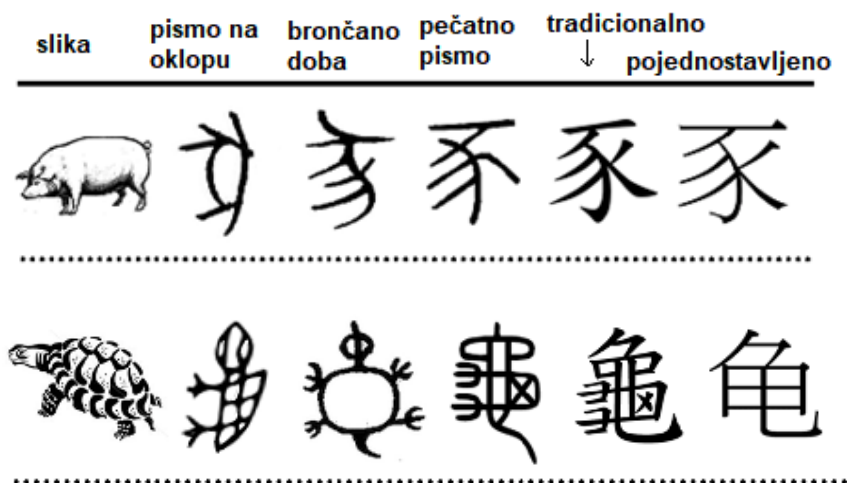 slika
pismo na
oklopu
brončano
doba
pečatno
pismo
tradicionalno
↓
pojednostavljeno
豕 豕
龜 龟